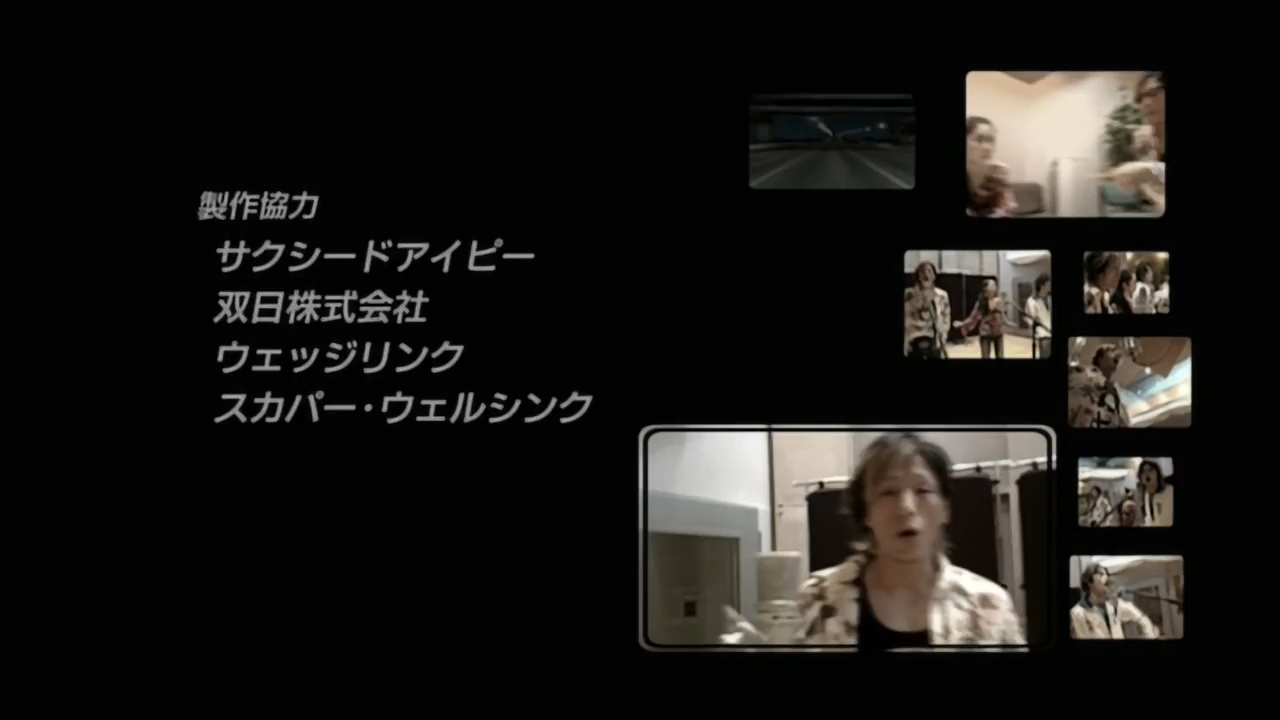 製作協力
サクシードアイピー
双日株式会社
ウェッジリンク
スカパー・ウェルシンク